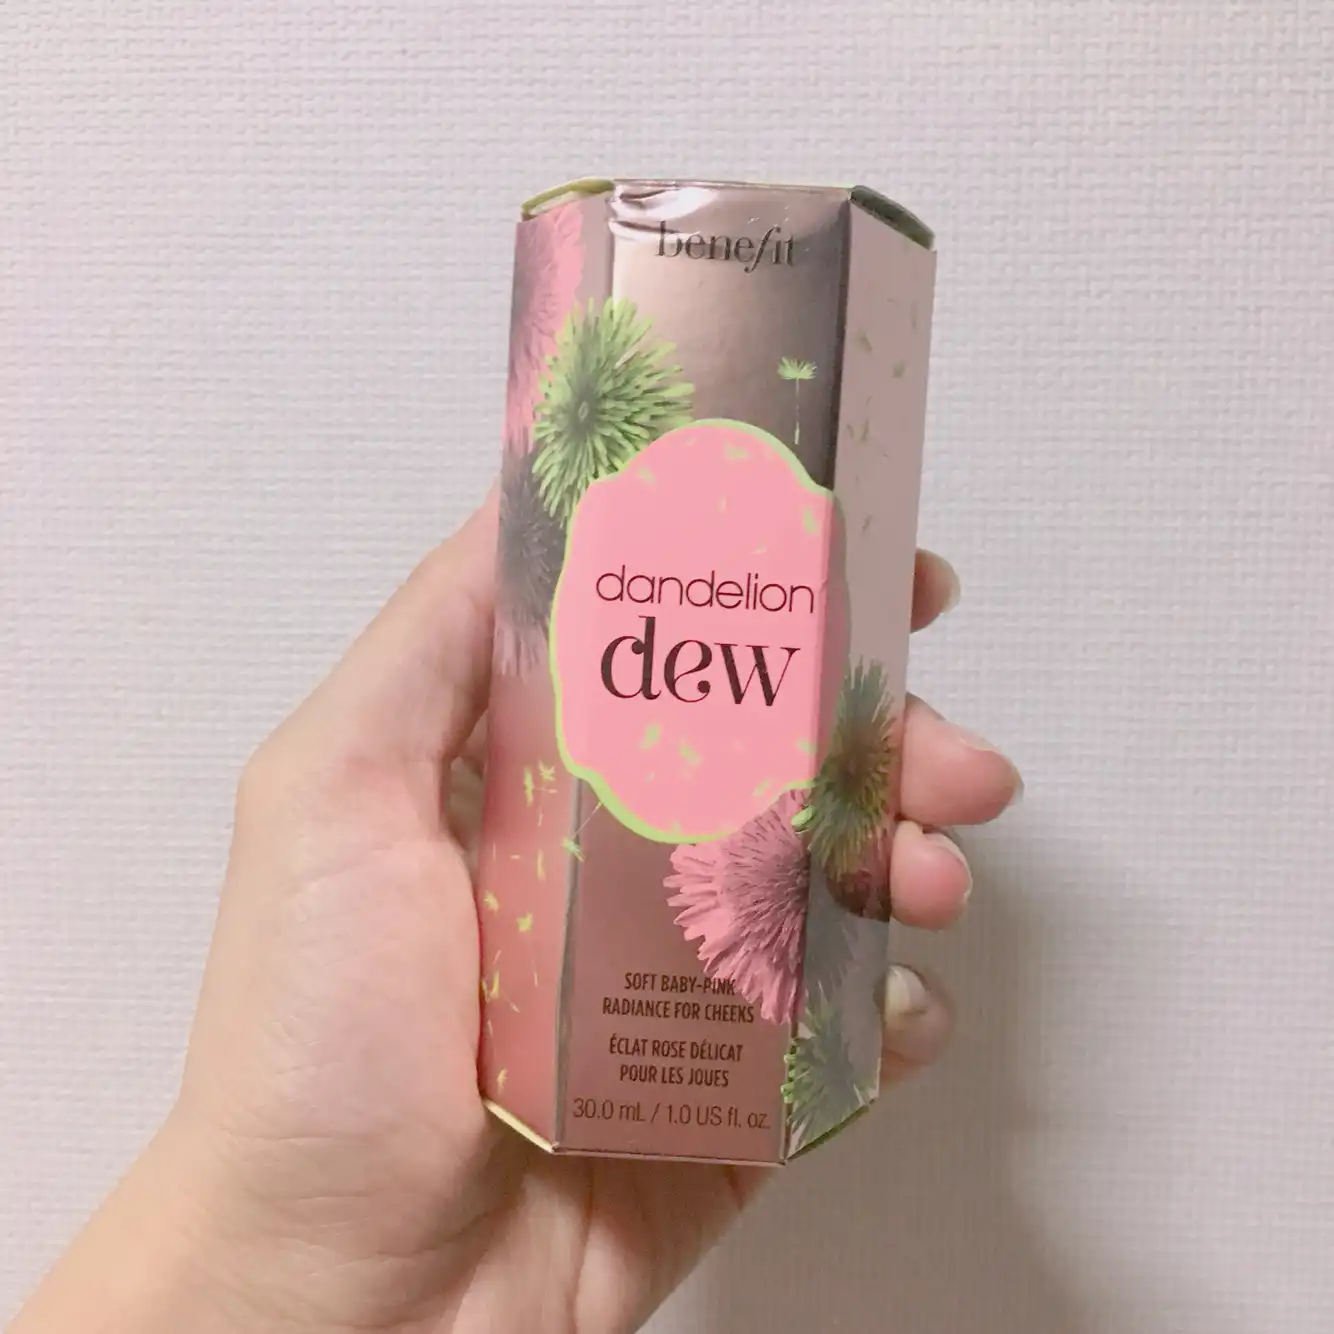 benefit
dandelion
dew
SOFT BABY-PINK
RADIANCE FOR CHEEKS
ÉCLAT ROSE DÉLICAT
POUR LES JOUES
30.0 mL / 1.0 US fl. oz.